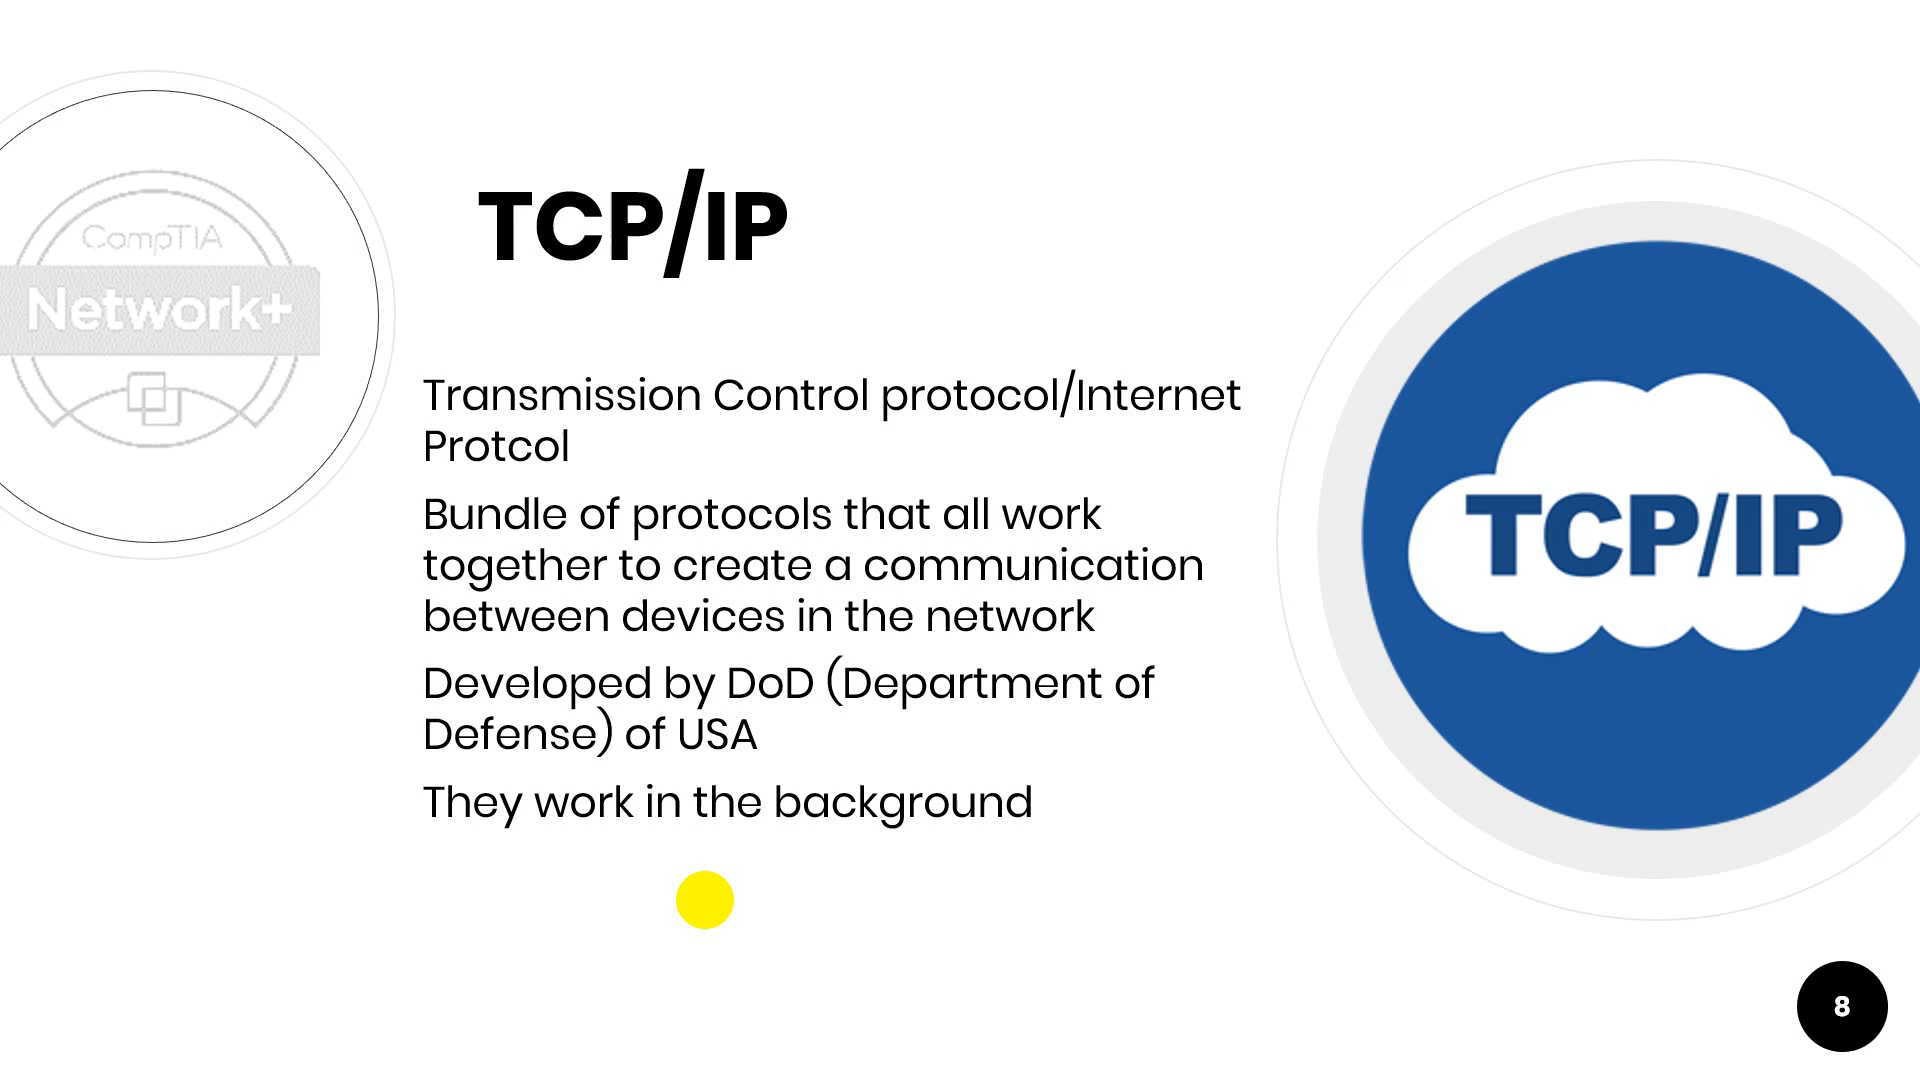 CompTIA
Network+
TCP/IP
Transmission Control protocol/Internet
Protcol
Bundle of protocols that all work
together to create a communication
between devices in the network
Developed by DoD (Department of
Defense) of USA
They work in the background
TCP/IP
8